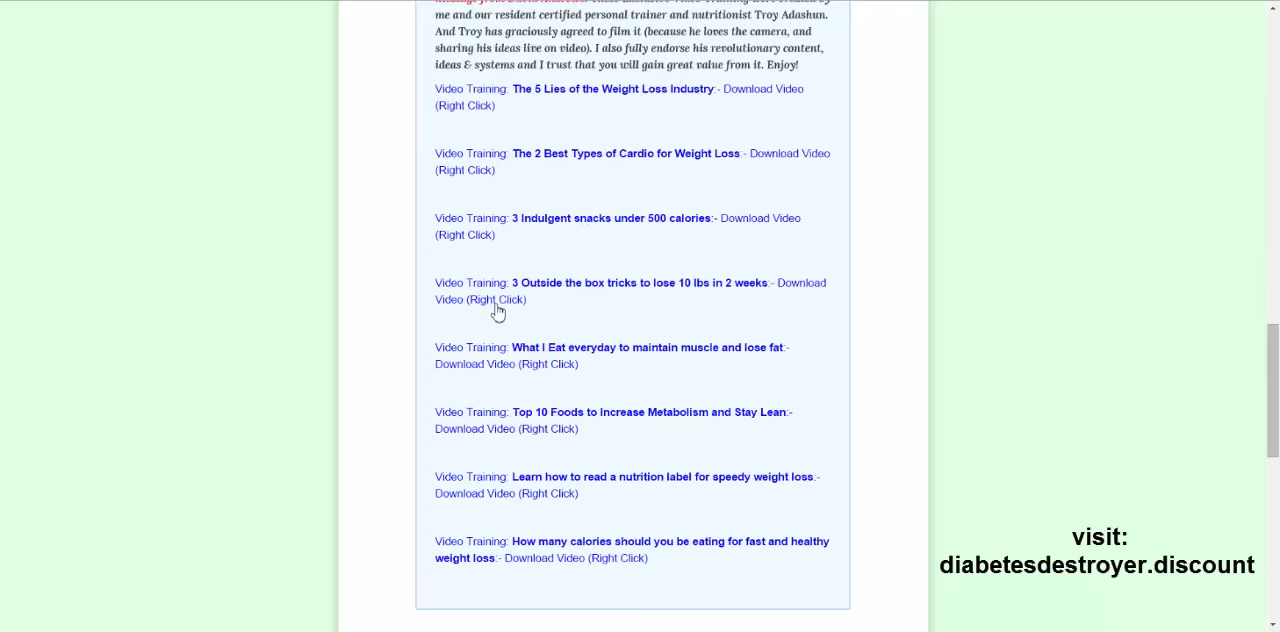 me and our resident certified personal trainer and nutritionist Troy Adashun.
And Troy has graciously agreed to film it (because he loves the camera, and
sharing his ideas live on video). I also fully endorse his revolutionary content,
ideas & systems and I trust that you will gain great value from it. Enjoy!
Video Training: The 5 Lies of the Weight Loss Industry:- Download Video
(Right Click)
Video Training: The 2 Best Types of Cardio for Weight Loss:- Download Video
(Right Click)
Video Training: 3 Indulgent snacks under 500 calories:- Download Video
(Right Click)
Video Training: 3 Outside the box tricks to lose 10 lbs in 2 weeks:- Download
Video (Right Click)
Video Training: What I Eat everyday to maintain muscle and lose fat:-
Download Video (Right Click)
Video Training: Top 10 Foods to Increase Metabolism and Stay Lean:-
Download Video (Right Click)
Video Training: Learn how to read a nutrition label for speedy weight loss:-
Download Video (Right Click)
Video Training: How many calories should you be eating for fast and healthy
weight loss:- Download Video (Right Click)
visit:
diabetesdestroyer.discount